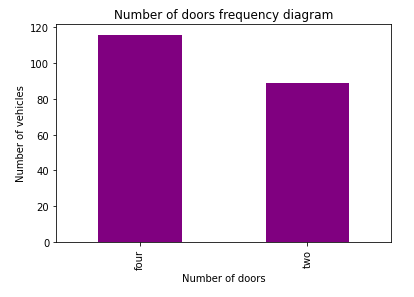 Number of doors frequency diagram
120
100
80
60
40
20
0
Number of vehicles
four
two
Number of doors